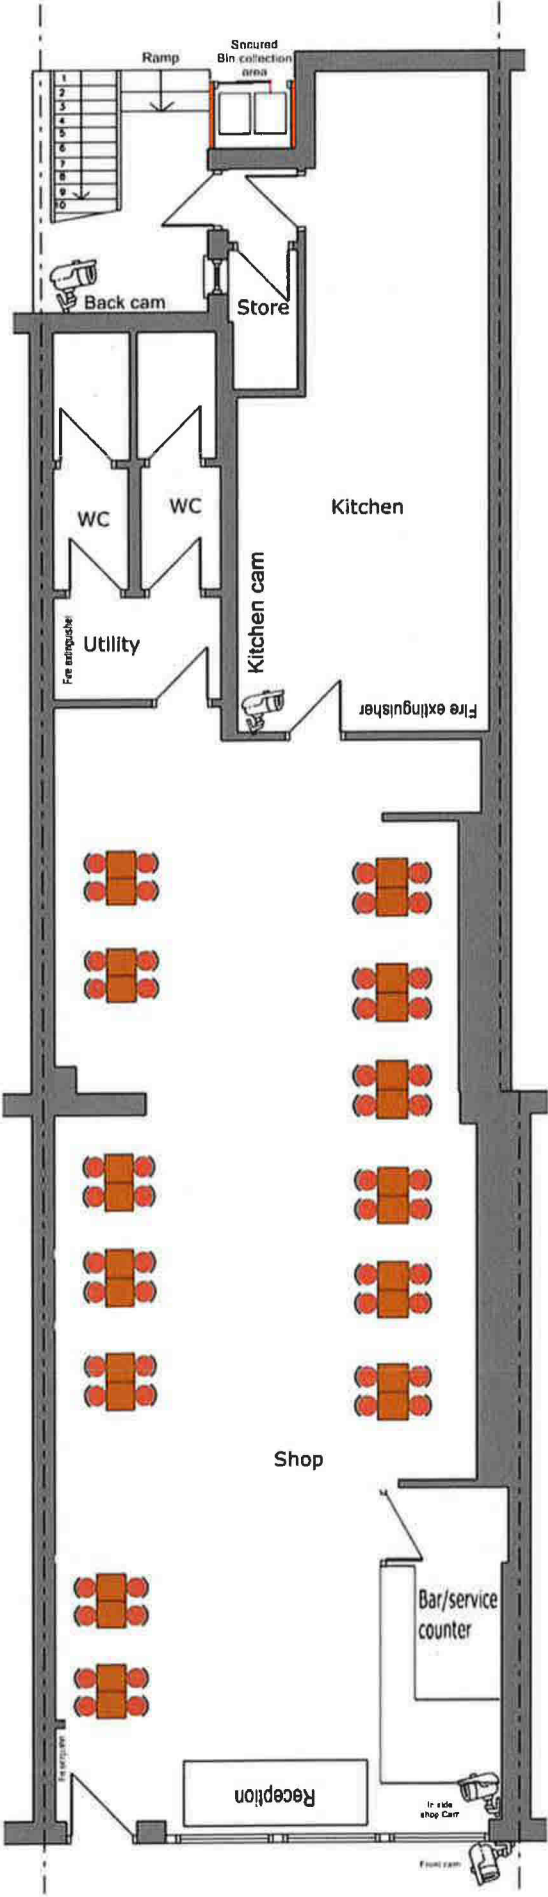 Ramp
Secured
Bin collection
area
1
2
3
4
5
6
7
8
9
10
Back cam
Store
WC
WC
Kitchen
Kitchen cam
Fire extinguisher
Utility
Fire extinguisher
Shop
Bar/service
counter
Reception
In side
shop Cam
Front cam